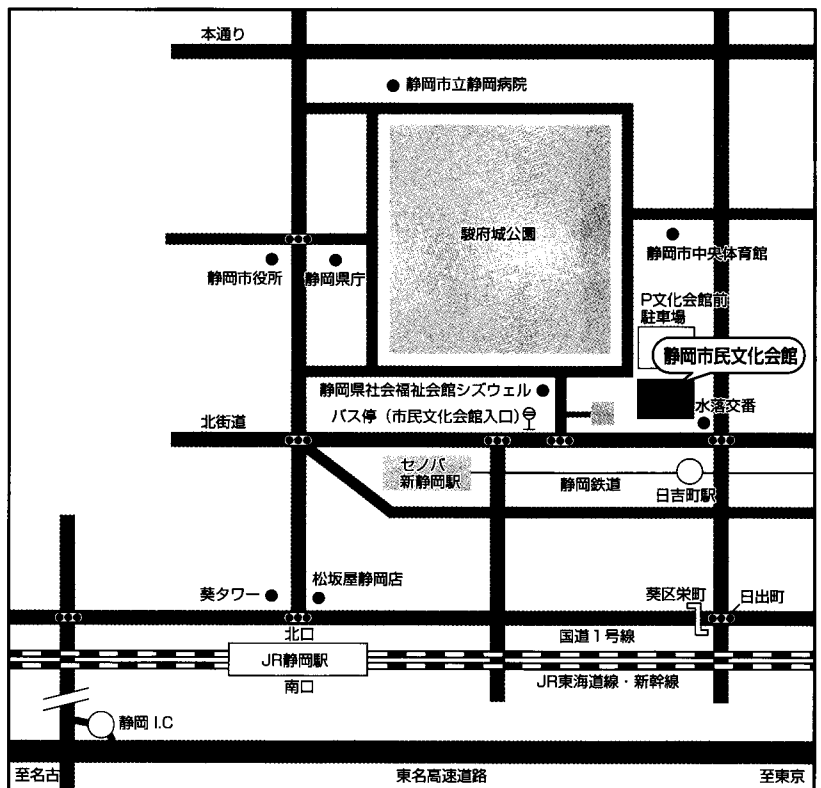 本通り
静岡市立静岡病院
駿府城公園
静岡市中央体育館
静岡市役所
静岡県庁
P文化会館前
駐車場
静岡市民文化会館
静岡県社会福祉会館シズウェル
バス停（市民文化会館入口）
水落交番
北街道
セノバ
新静岡駅
静岡鉄道
日吉町駅
葵タワー
松坂屋静岡店
葵区栄町
日出町
北口
国道1号線
JR静岡駅
南口
JR東海道線・新幹線
静岡 I.C
至名古
東名高速道路
至東京